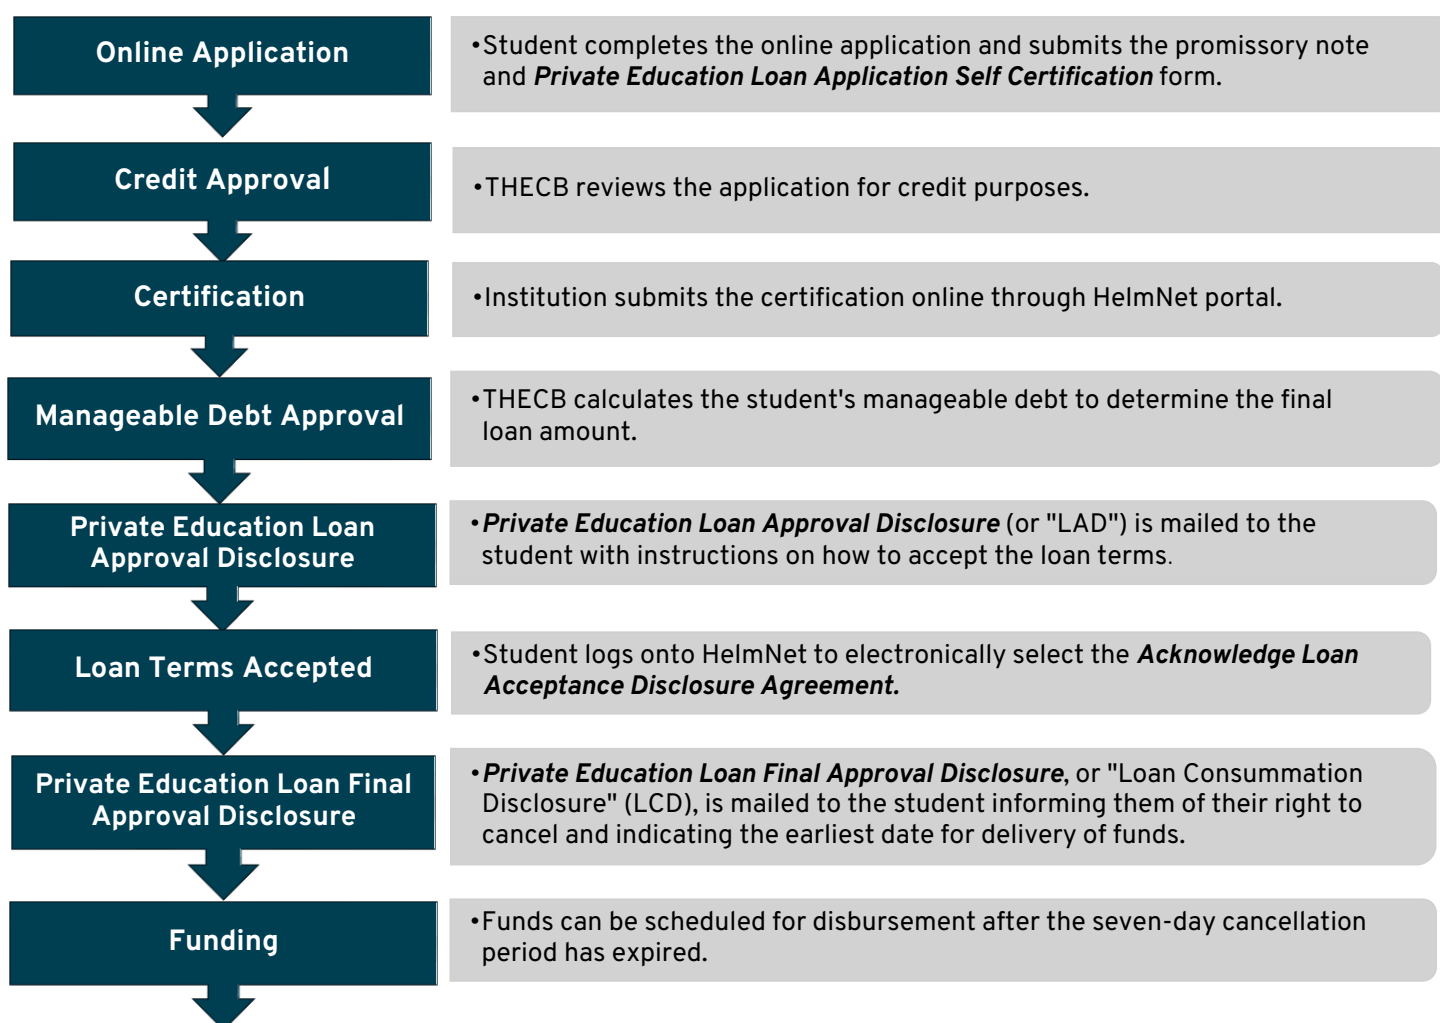 Online Application
•Student completes the online application and submits the promissory note
and Private Education Loan Application Self Certification form.
Credit Approval
•THECB reviews the application for credit purposes.
Certification
•Institution submits the certification online through HelmNet portal.
Manageable Debt Approval
•THECB calculates the student's manageable debt to determine the final
loan amount.
Private Education Loan
Approval Disclosure
•Private Education Loan Approval Disclosure (or "LAD") is mailed to the
student with instructions on how to accept the loan terms.
Loan Terms Accepted
•Student logs onto HelmNet to electronically select the Acknowledge Loan
Acceptance Disclosure Agreement.
Private Education Loan Final
Approval Disclosure
•Private Education Loan Final Approval Disclosure, or "Loan Consummation
Disclosure" (LCD), is mailed to the student informing them of their right to
cancel and indicating the earliest date for delivery of funds.
Funding
•Funds can be scheduled for disbursement after the seven-day cancellation
period has expired.